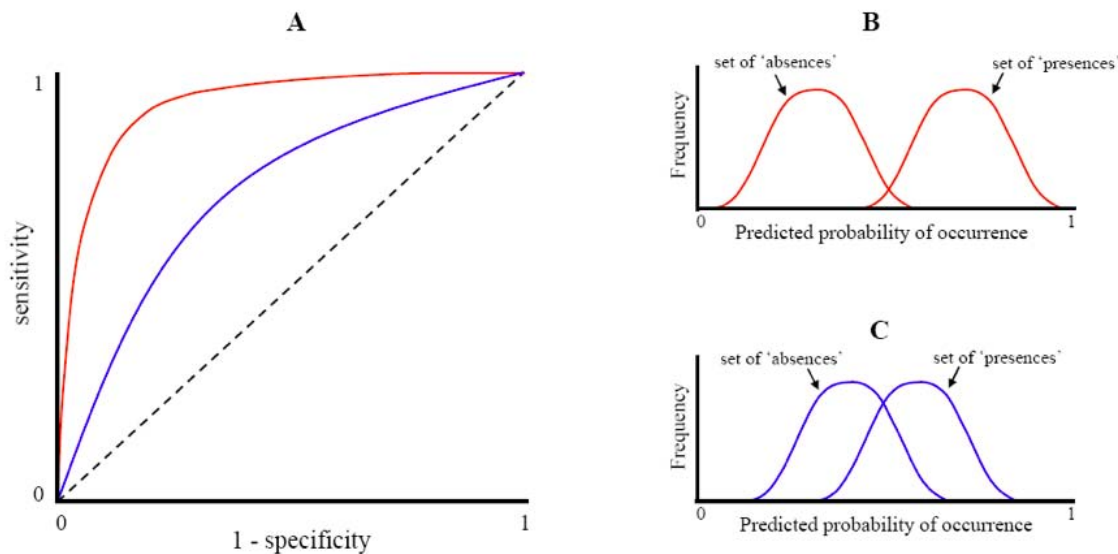 A
1
sensitivity
0
0
1
1 - specificity
B
set of 'absences'
set of 'presences'
Frequency
0
1
Predicted probability of occurrence
C
set of 'absences'
set of 'presences'
Frequency
0
1
Predicted probability of occurrence